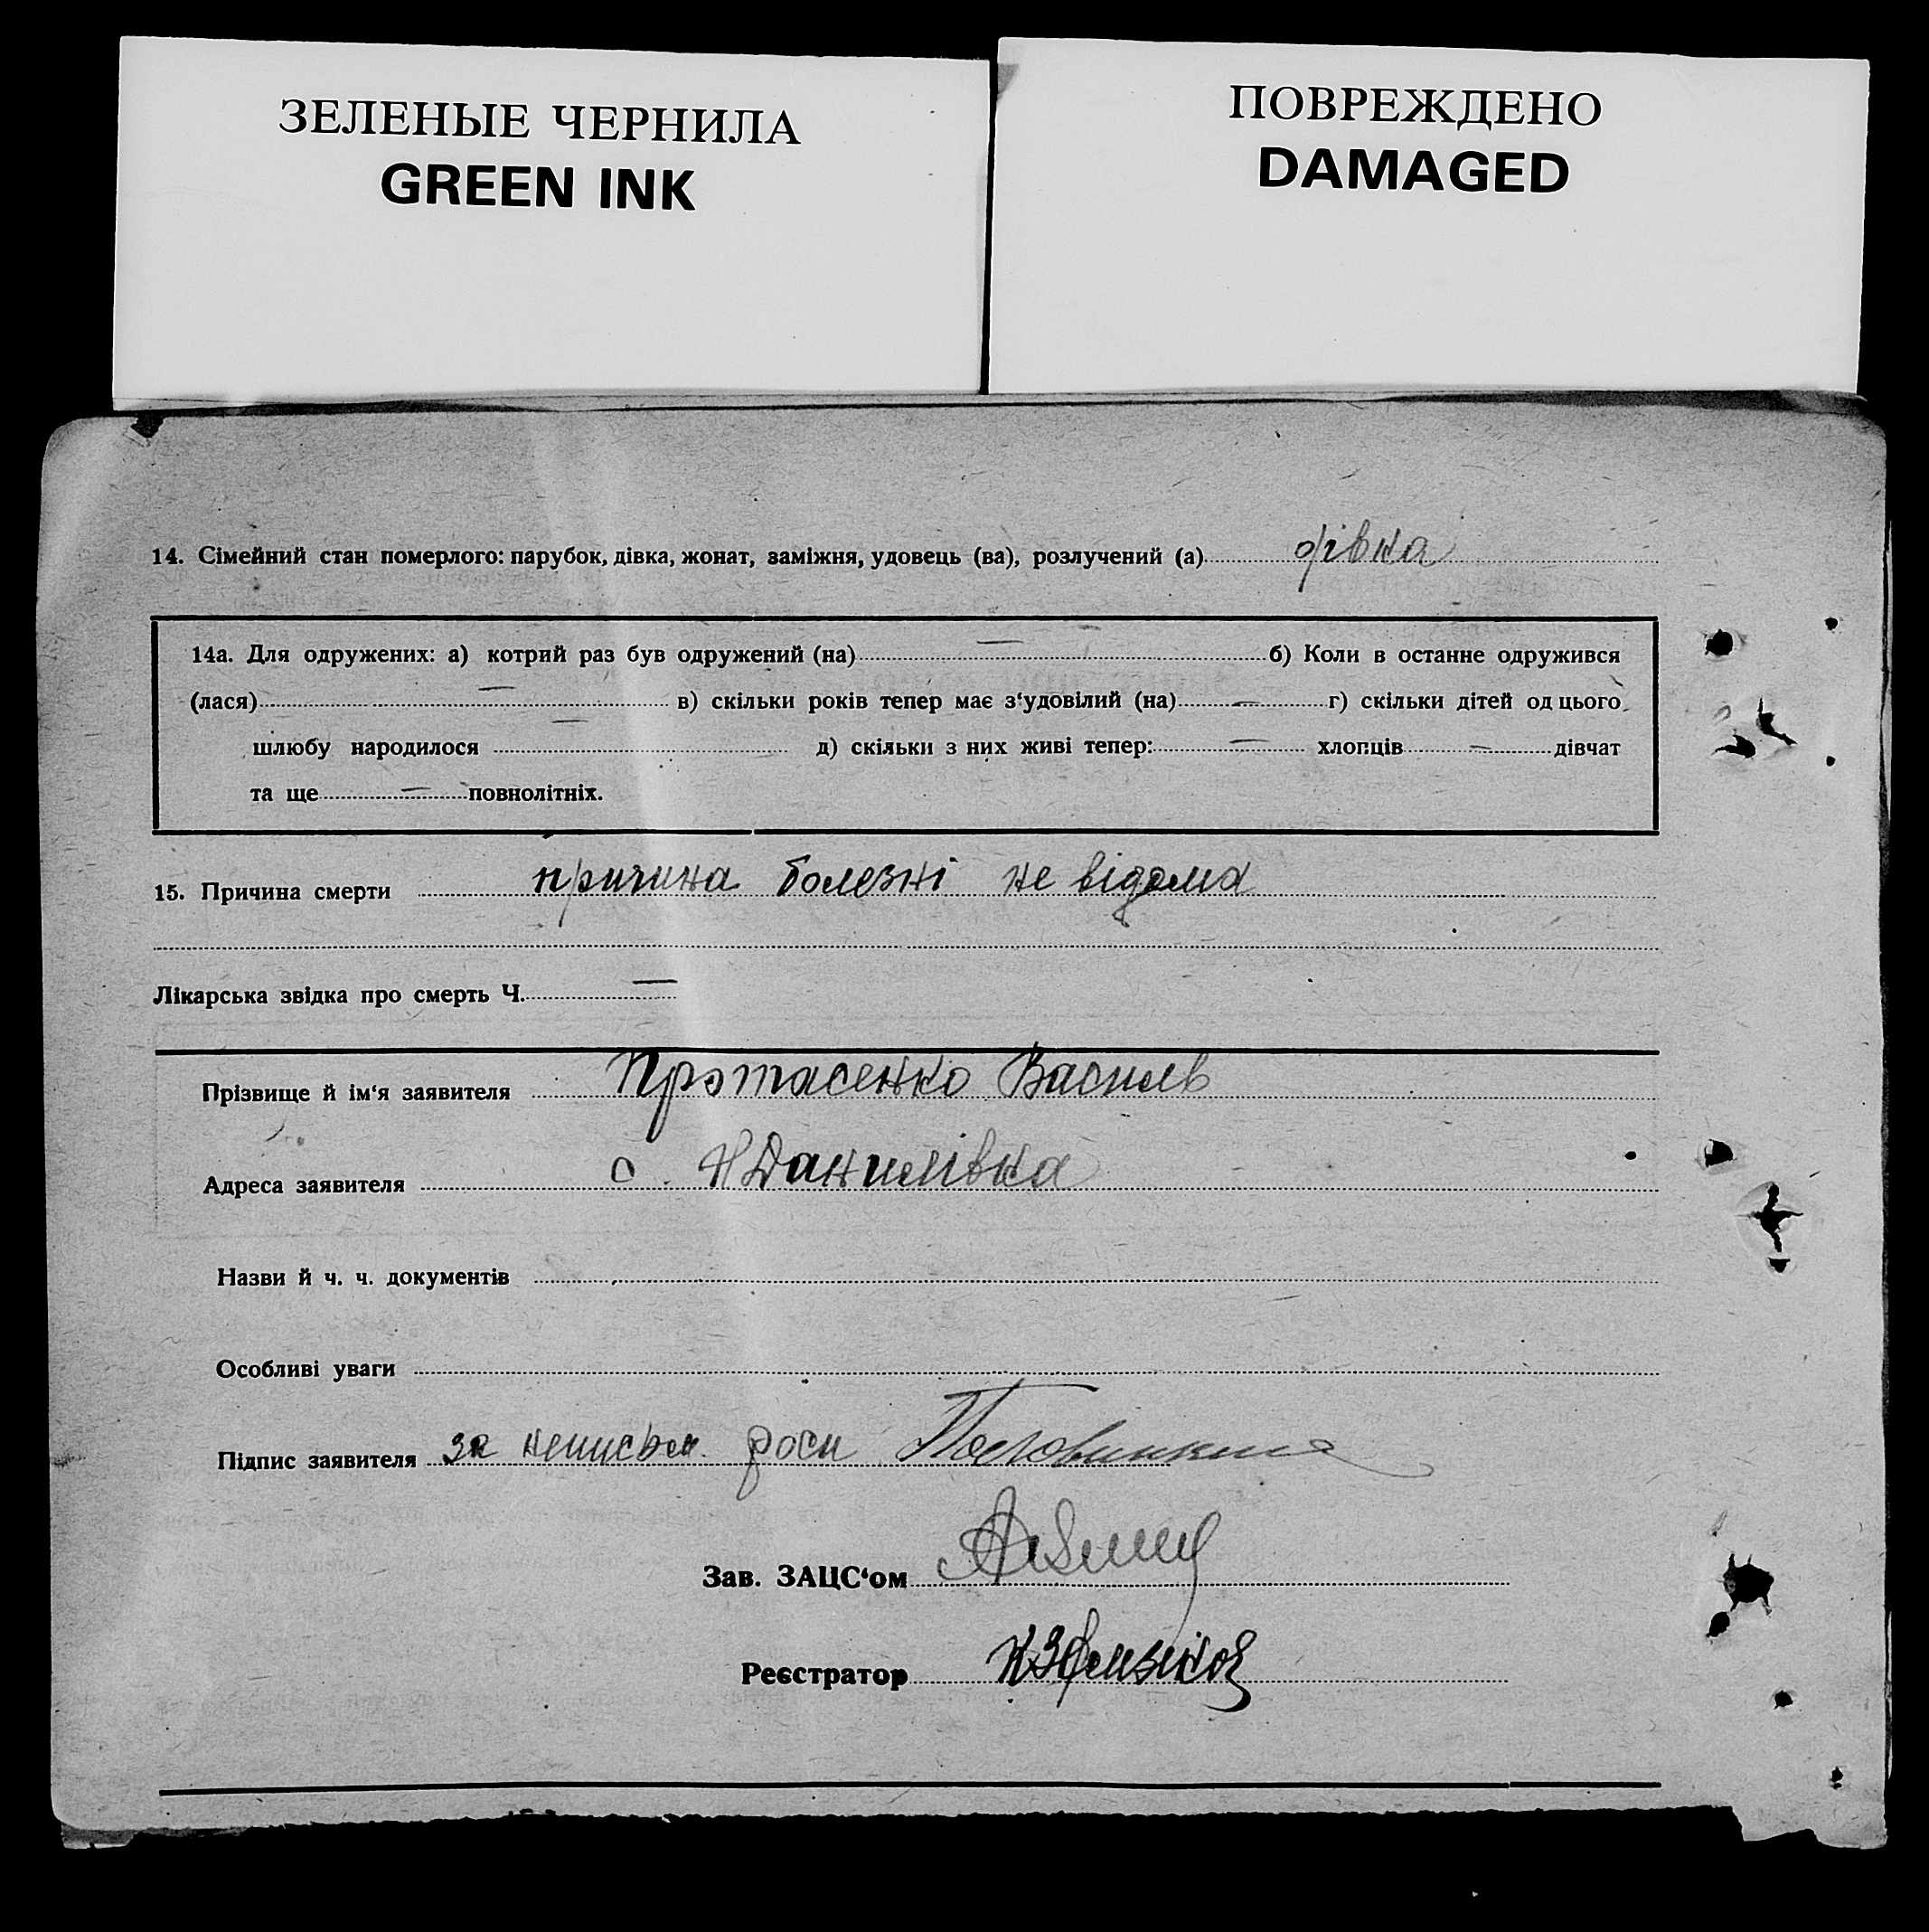 ЗЕЛЕНЫЕ ЧЕРНИЛА
GREEN INK
ПОВРЕЖДЕНО
DAMAGED
14. Сімейний стан померлого: парубок, дівка, жонат, заміжня, удовець (ва), розлучений (а) дівка
14а. Для одружених: а) котрий раз був одружений (на) — б) Коли в останне одружився
(лася) — в) скільки років тепер має з‘удовілий (на) — г) скільки дітей од цього
шлюбу народилося — д) скільки з них живі тепер: — хлопців — дівчат
та ще — повнолітніх.
15. Причина смерти причина болезні не відома
Лікарська звідка про смерть Ч. —
Прізвище й ім‘я заявителя Протасенко Василь
Адреса заявителя с. Н Данилівка
Назви й ч. ч. документів
Особливі уваги
Підпис заявителя за неписьм.
Зав. ЗАЦС‘ом
Реєстратор